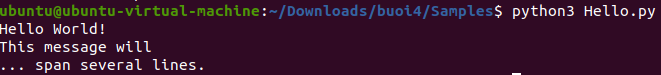 ubuntu@ubuntu-virtual-machine:~/Downloads/buoi4/Samples$ python3 Hello.py
Hello World!
This message will
... span several lines.